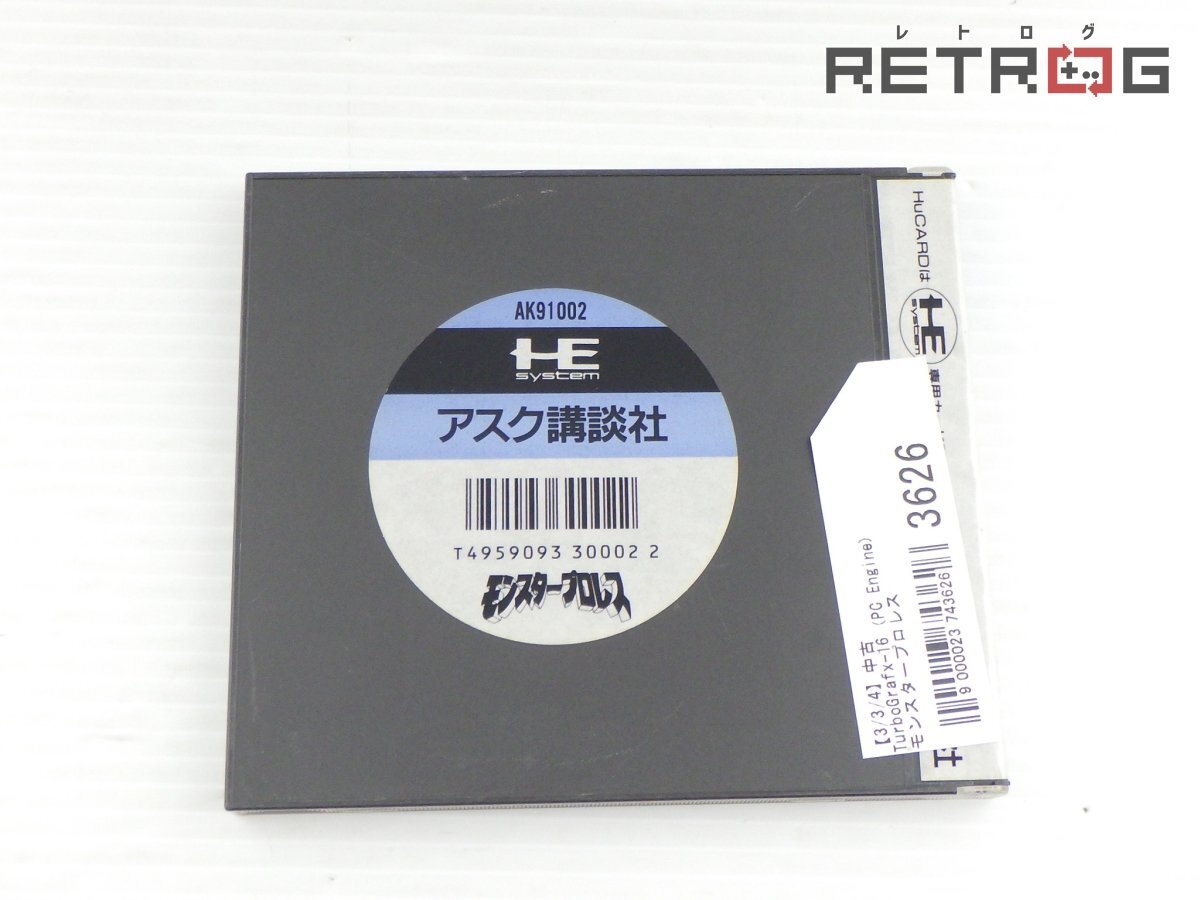 レトログ
RETROG
AK91002
HE
system
アスク講談社
T4959093 30002 2
モンスタープロレス
HuCARDは
HE
system
専用
【3/3/4】中古
TurboGrafx-16 (PC Engine)
モンスタープロレス
3626
9 000023 743626
社